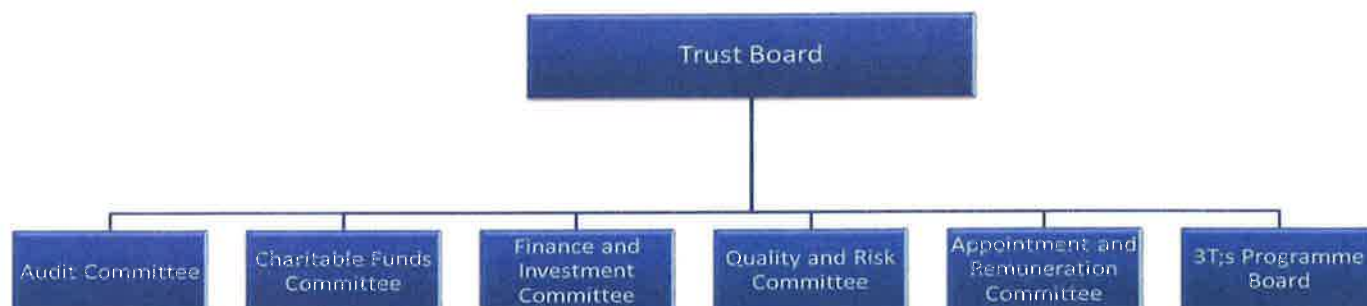 Trust Board
Audit Committee
Charitable Funds
Committee
Finance and
Investment
Committee
Quality and Risk
Committee
Appointment and
Remuneration
Committee
3T;s Programme
Board